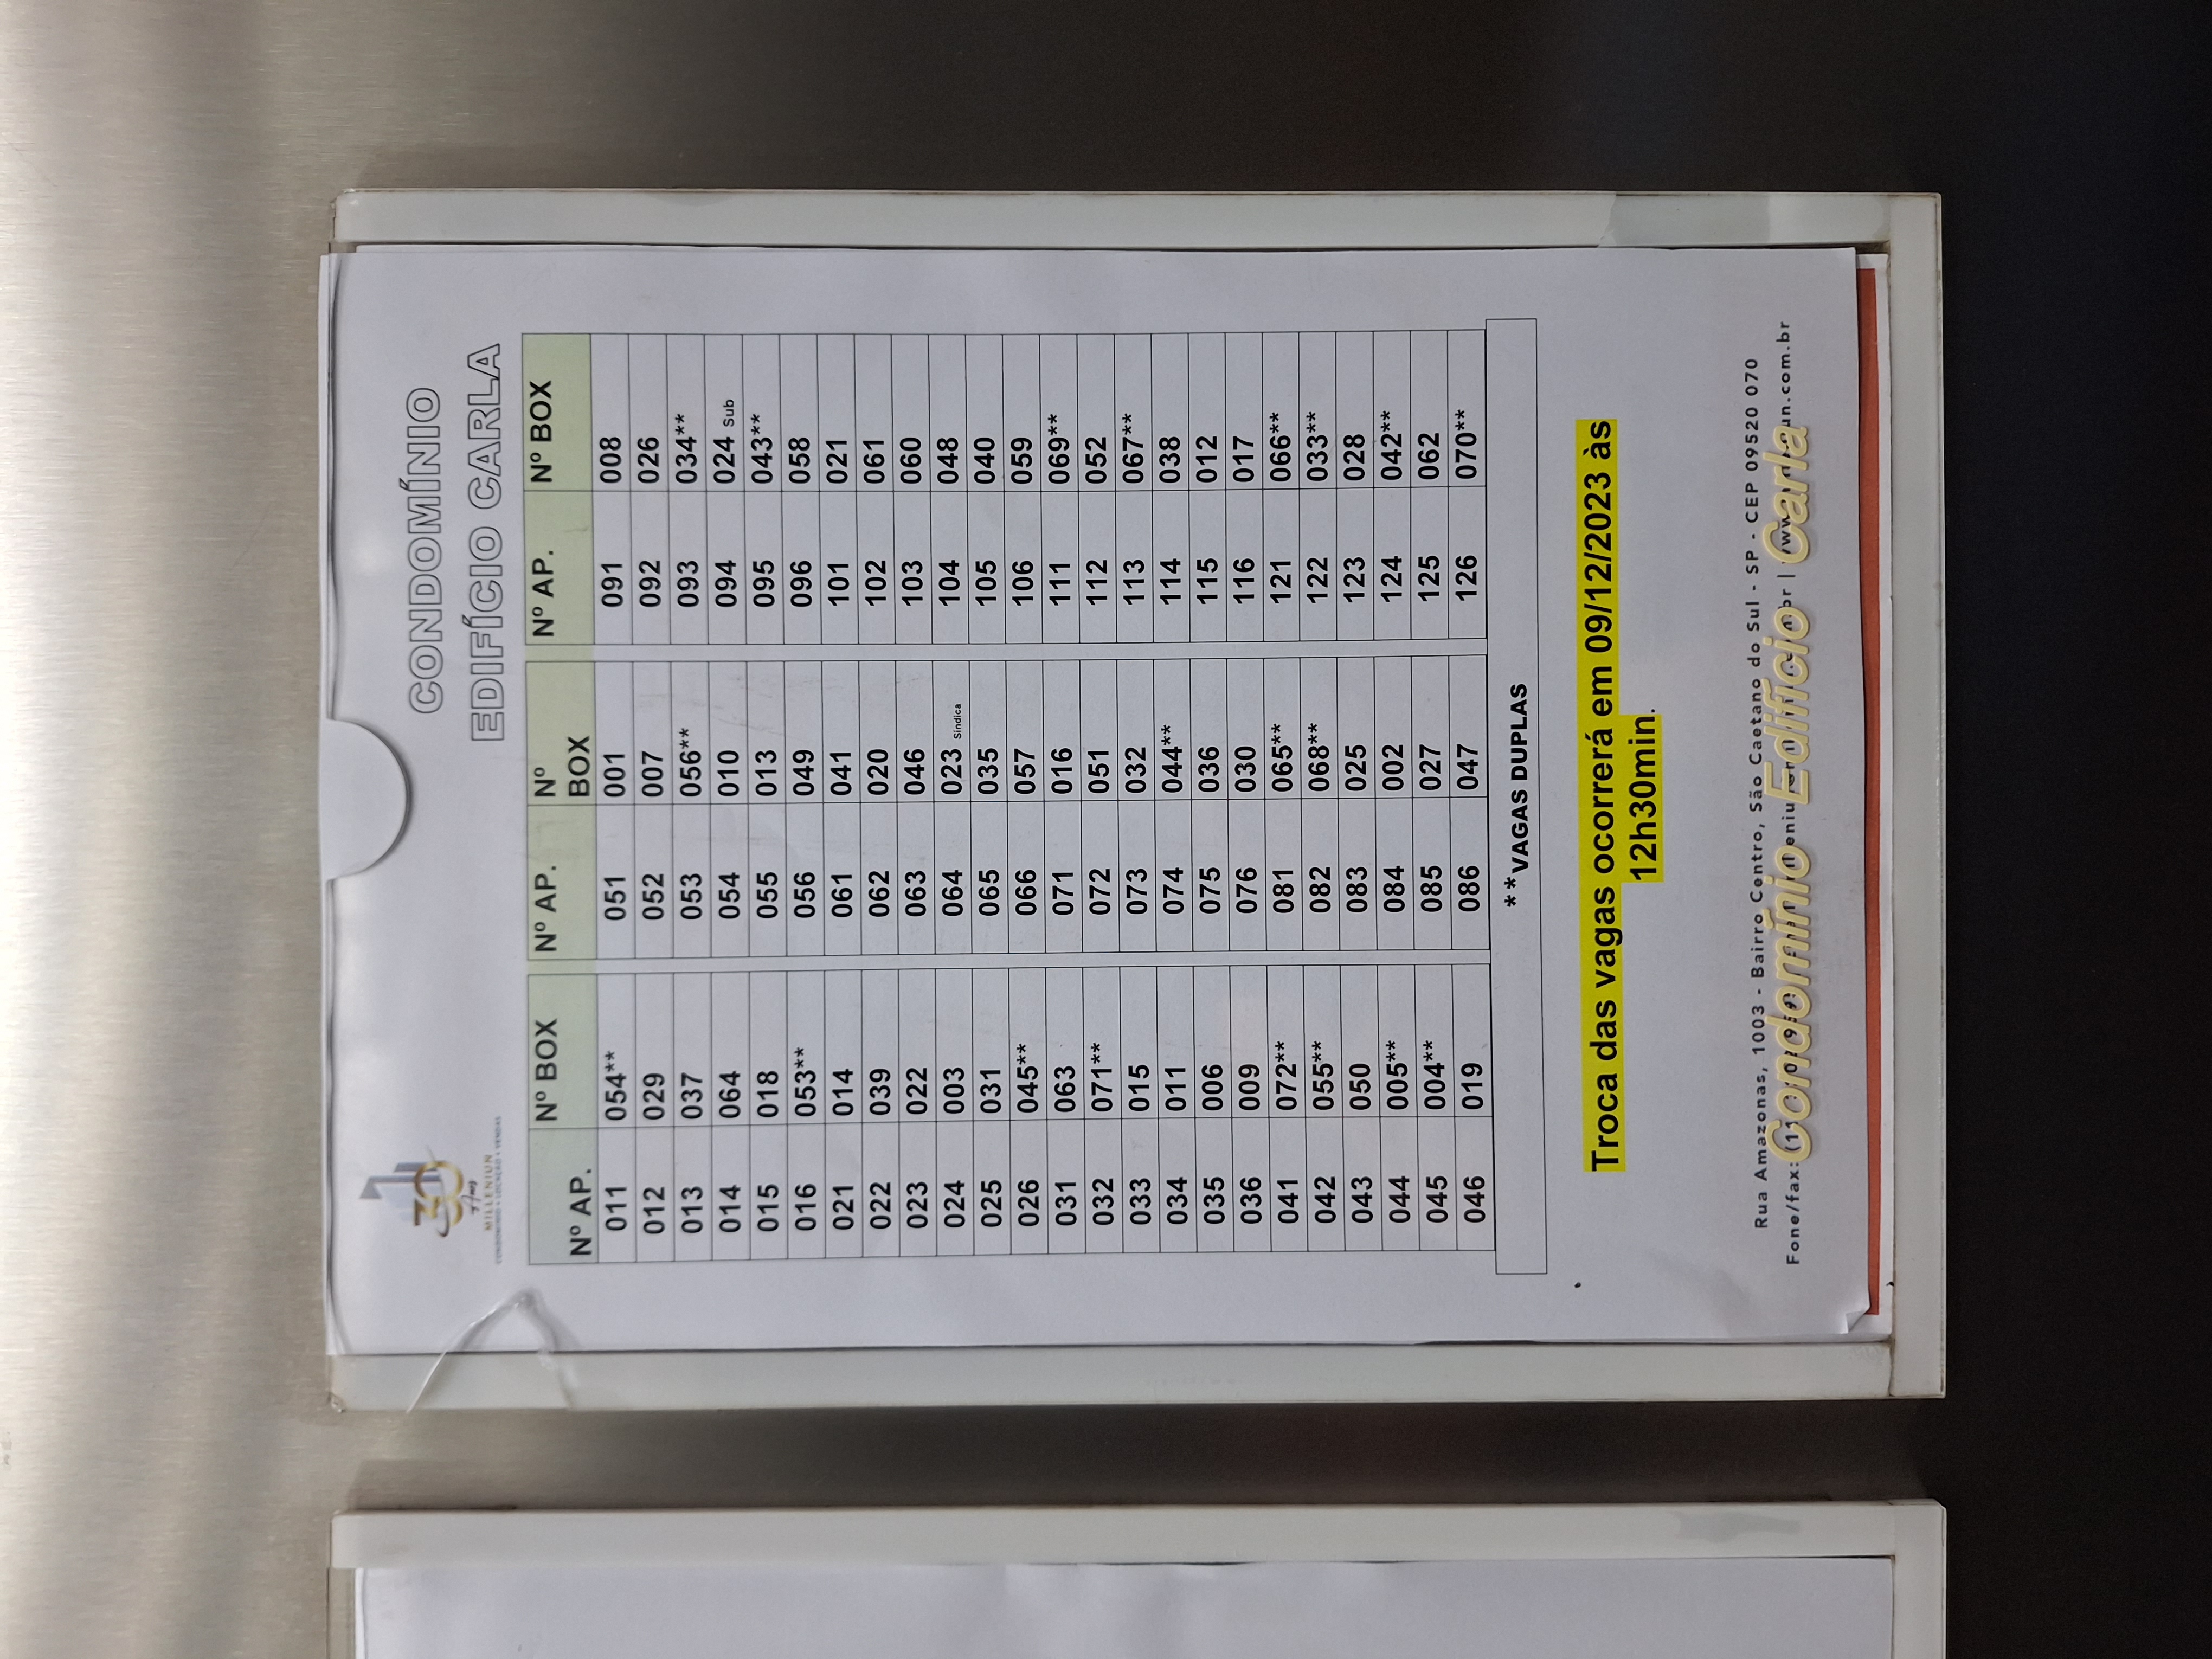 30
Anos
MILLENIUN
CONDOMÍNIO • LOCAÇÃO • VENDAS
CONDOMÍNIO
EDIFÍCIO CARLA
Nº AP. Nº BOX Nº AP. Nº BOX Nº AP. Nº BOX
011 054** 051 001 091 008
012 029 052 007 092 026
013 037 053 056** 093 034**
014 064 054 010 094 024 Sub
015 018 055 013 095 043**
016 053** 056 049 096 058
021 014 061 041 101 021
022 039 062 020 102 061
023 022 063 046 103 060
024 003 064 023 Sindica 104 048
025 031 065 035 105 040
026 045** 066 057 106 059
031 063 071 016 111 069**
032 071** 072 051 112 052
033 015 073 032 113 067**
034 011 074 044** 114 038
035 006 075 036 115 012
036 009 076 030 116 017
041 072** 081 065** 121 066**
042 055** 082 068** 122 033**
043 050 083 025 123 028
044 005** 084 002 124 042**
045 004** 085 027 125 062
046 019 086 047 126 070**
**VAGAS DUPLAS
Troca das vagas ocorrerá em 09/12/2023 às
12h30min.
Rua Amazonas, 1003 - Bairro Centro, São Caetano do Sul - SP - CEP 09520 070
Fone/fax:
Condomínio Edifício Carla